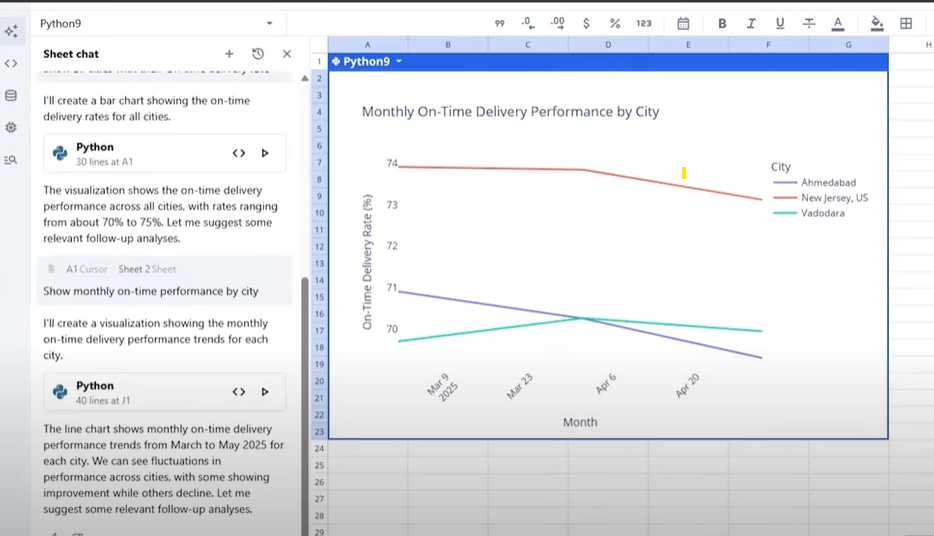 Python9
99 .0 .00 $ % 123 B I U A
Sheet chat
I'll create a bar chart showing the on-time
delivery rates for all cities.
Python
30 lines at A1
The visualization shows the on-time delivery
performance across all cities, with rates ranging
from about 70% to 75%. Let me suggest some
relevant follow-up analyses.
A1 Cursor Sheet 2 Sheet
Show monthly on-time performance by city
I'll create a visualization showing the monthly
on-time delivery performance trends for each
city.
Python
40 lines at J1
The line chart shows monthly on-time delivery
performance trends from March to May 2025 for
each city. We can see fluctuations in
performance across cities, with some showing
improvement while others decline. Let me
suggest some relevant follow-up analyses.
A B C D E F G H
1
2
3
4
5
6
7
8
9
10
11
12
13
14
15
16
17
18
19
20
21
22
23
24
25
26
27
28
29
Python9
Monthly On-Time Delivery Performance by City
On-Time Delivery Rate (%)
74
73
72
71
70
Mar 9
2025
Mar 23
Apr 6
Apr 20
Month
City
Ahmedabad
New Jersey, US
Vadodara